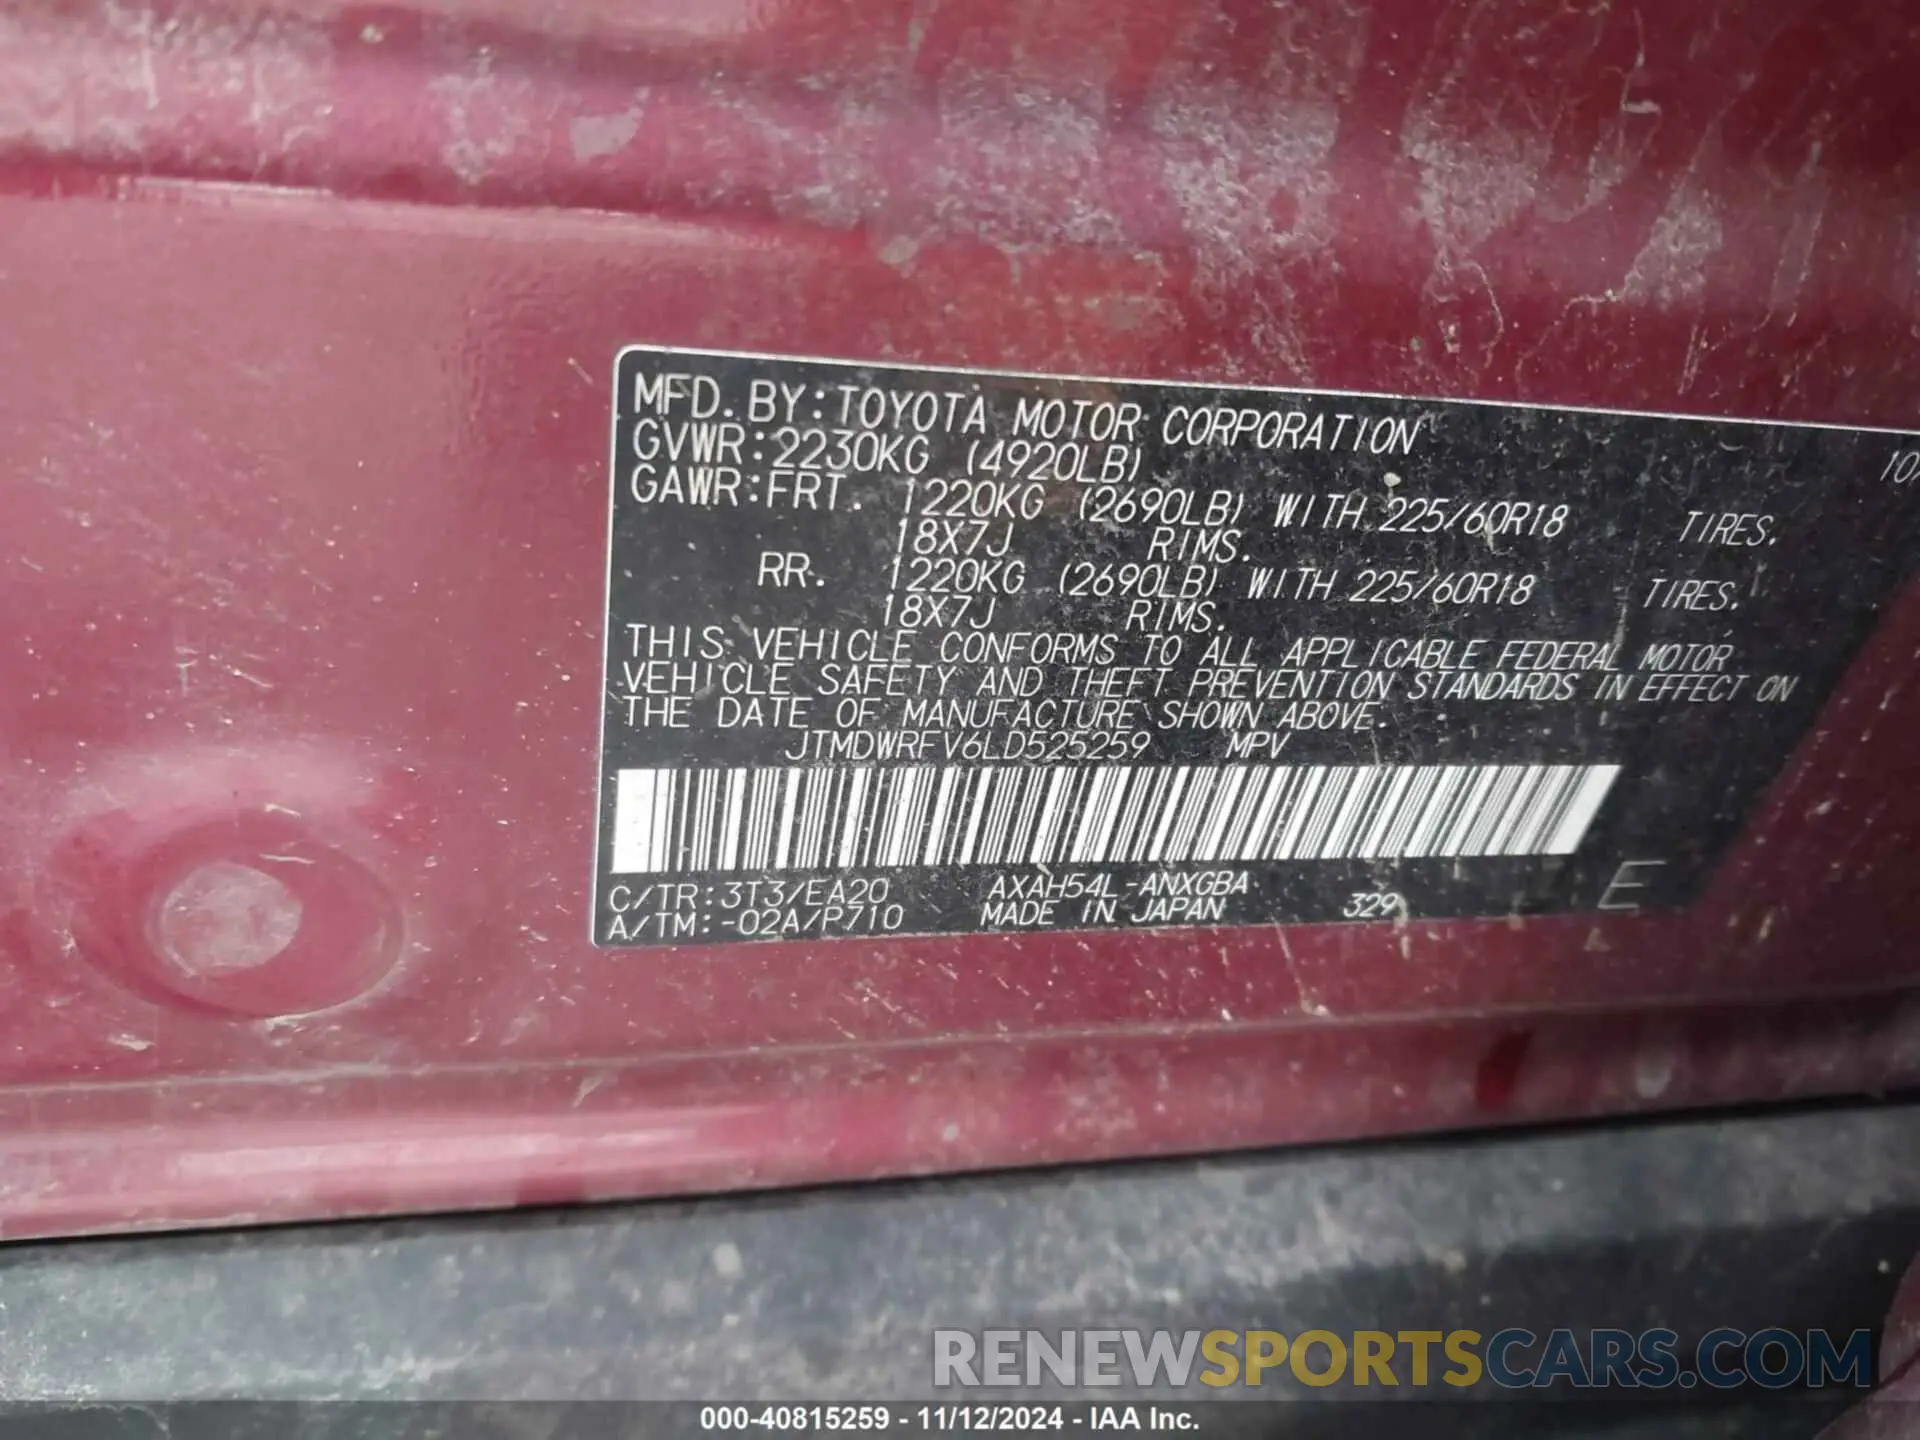 MFD. BY:TOYOTA MOTOR CORPORATION
GVWR:2230KG (4920LB)
GAWR:FRT. 1220KG (2690LB) WITH 225/60R18 TIRES.
18X7J RIMS.
RR. 1220KG (2690LB) WITH 225/60R18 TIRES.
18X7J RIMS.
THIS VEHICLE CONFORMS TO ALL APPLICABLE FEDERAL MOTOR
VEHICLE SAFETY AND THEFT PREVENTION STANDARDS IN EFFECT ON
THE DATE OF MANUFACTURE SHOWN ABOVE.
JTMDWRFV6LD525259 MPV
C/TR:3T3/EA20 AXAH54L-ANXGBA
A/TM:-02A/P710 MADE IN JAPAN 329 E
RENEWSPORTSCARS.COM
000-40815259 - 11/12/2024 - IAA Inc.